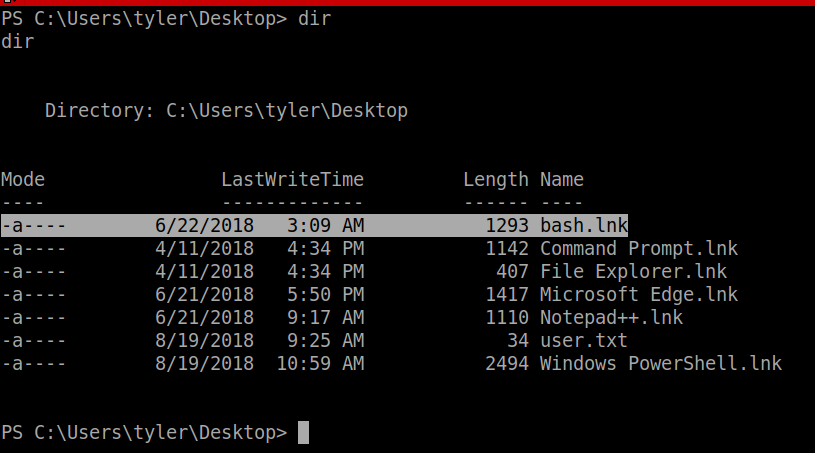 PS C:\Users\tyler\Desktop> dir
dir
    Directory: C:\Users\tyler\Desktop
Mode                LastWriteTime         Length Name
----                -------------         ------ ----
-a----        6/22/2018   3:09 AM           1293 bash.lnk
-a----        4/11/2018   4:34 PM           1142 Command Prompt.lnk
-a----        4/11/2018   4:34 PM            407 File Explorer.lnk
-a----        6/21/2018   5:50 PM           1417 Microsoft Edge.lnk
-a----        6/21/2018   9:17 AM           1110 Notepad++.lnk
-a----        8/19/2018   9:25 AM             34 user.txt
-a----        8/19/2018  10:59 AM           2494 Windows PowerShell.lnk
PS C:\Users\tyler\Desktop>